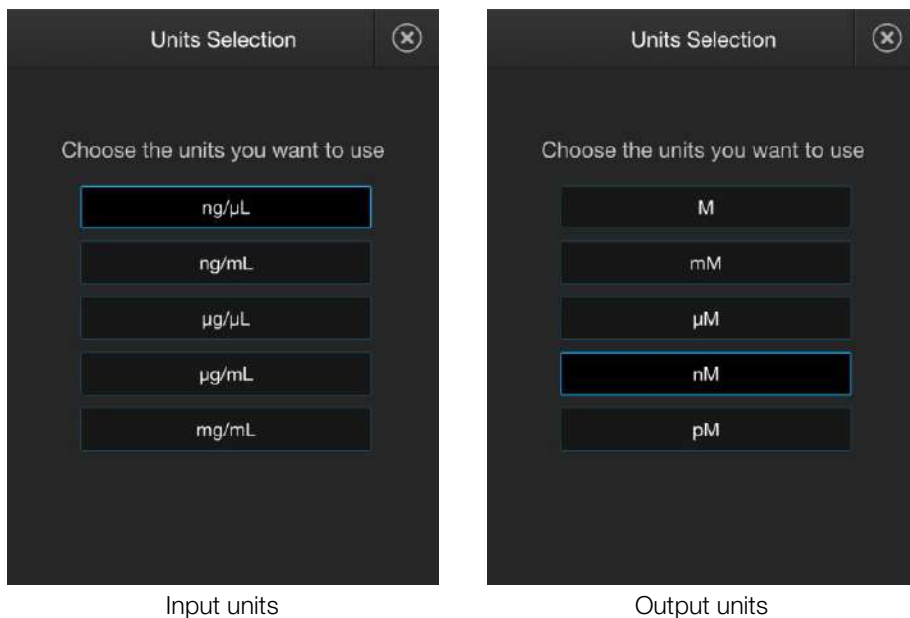 Units Selection
Choose the units you want to use
ng/µL
ng/mL
µg/µL
µg/mL
mg/mL
Input units
Units Selection
Choose the units you want to use
M
mM
µM
nM
pM
Output units